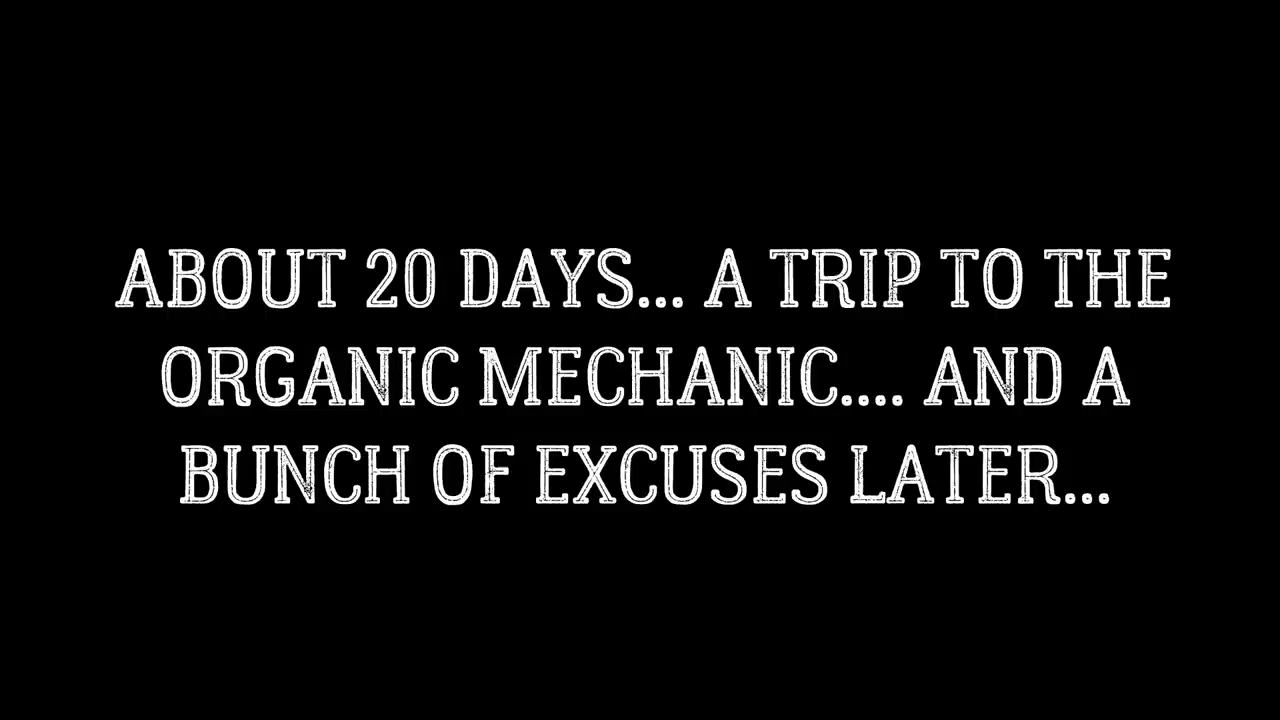 ABOUT 20 DAYS... A TRIP TO THE
ORGANIC MECHANIC.... AND A
BUNCH OF EXCUSES LATER...